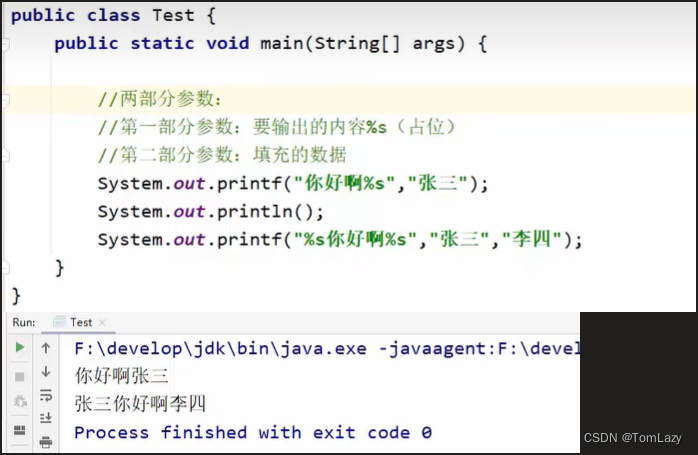 public class Test {
public static void main(String[] args) {
//两部分参数:
//第一部分参数: 要输出的内容%s (占位)
//第二部分参数: 填充的数据
System.out.printf("你好啊%s","张三");
System.out.println();
System.out.printf("%s你好啊%s","张三","李四");
}
}
Run: Test ×
F:\develop\jdk\bin\java.exe -javaagent:F:\devel
你好啊张三
张三你好啊李四
Process finished with exit code 0
CSDN @TomLazy